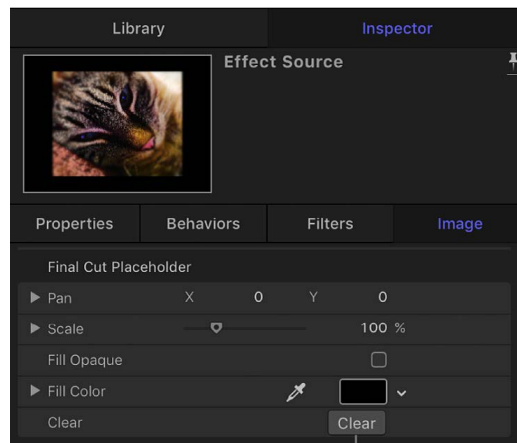 Library Inspector
Effect Source
Properties Behaviors Filters Image
Final Cut Placeholder
Pan X 0 Y 0
Scale 100 %
Fill Opaque
Fill Color
Clear Clear